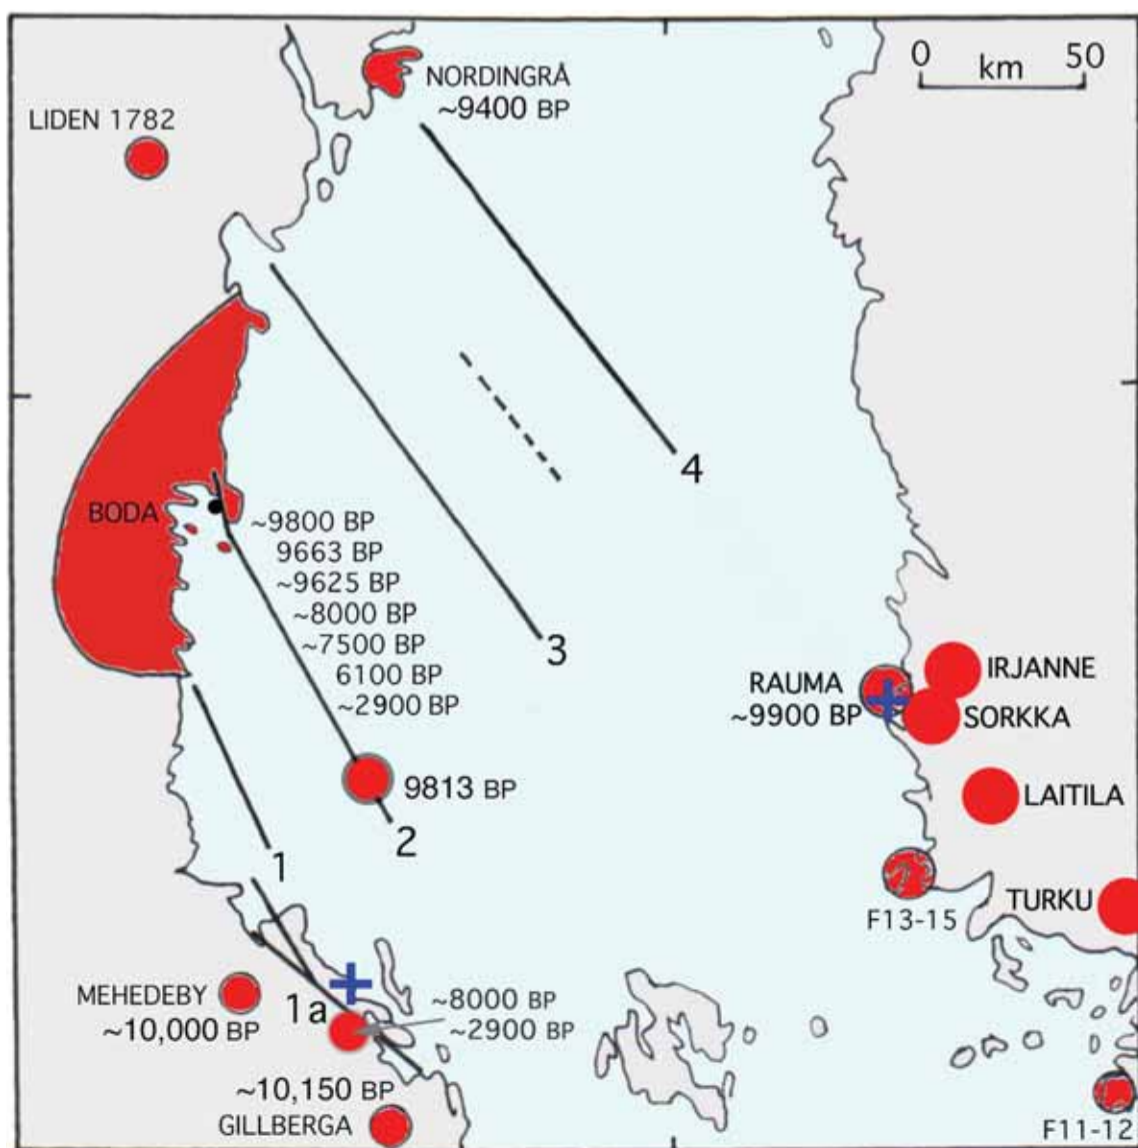 0 50
km
NORDINGRÅ
~9400 BP
LIDEN 1782
4
BODA
~9800 BP
9663 BP
~9625 BP
~8000 BP
~7500 BP
6100 BP
~2900 BP
3
RAUMA
~9900 BP
IRJANNE
SORKKA
9813 BP
LAITILA
2
1
TURKU
F13-15
MEHEDEBY
~10,000 BP
1a
~8000 BP
~2900 BP
~10,150 BP
GILLBERGA
F11-12